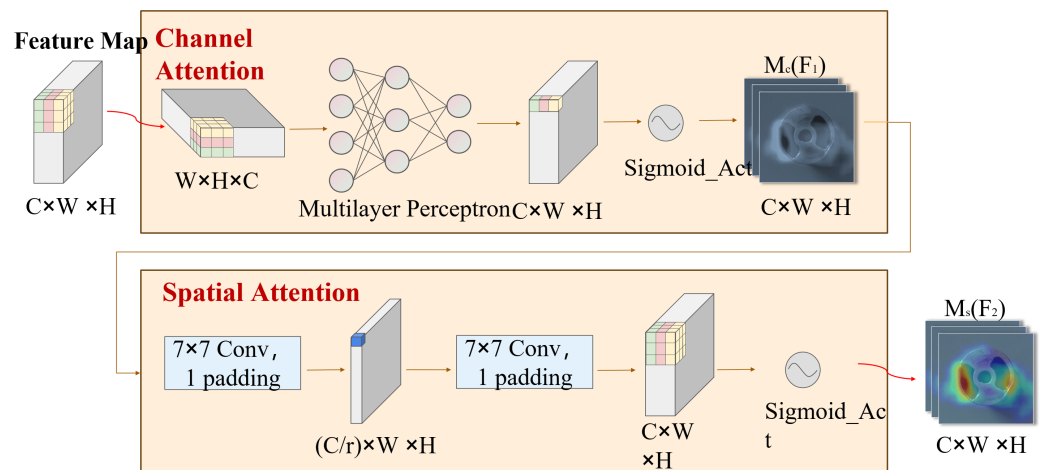 Feature Map
Channel
Attention
C×W ×H
W×H×C
Multilayer Perceptron
C×W ×H
Sigmoid_Act
Mc(F1)
C×W ×H
Spatial Attention
7×7 Conv,
1 padding
(C/r)×W ×H
7×7 Conv,
1 padding
C×W
×H
Sigmoid_Ac
t
Ms(F2)
C×W ×H